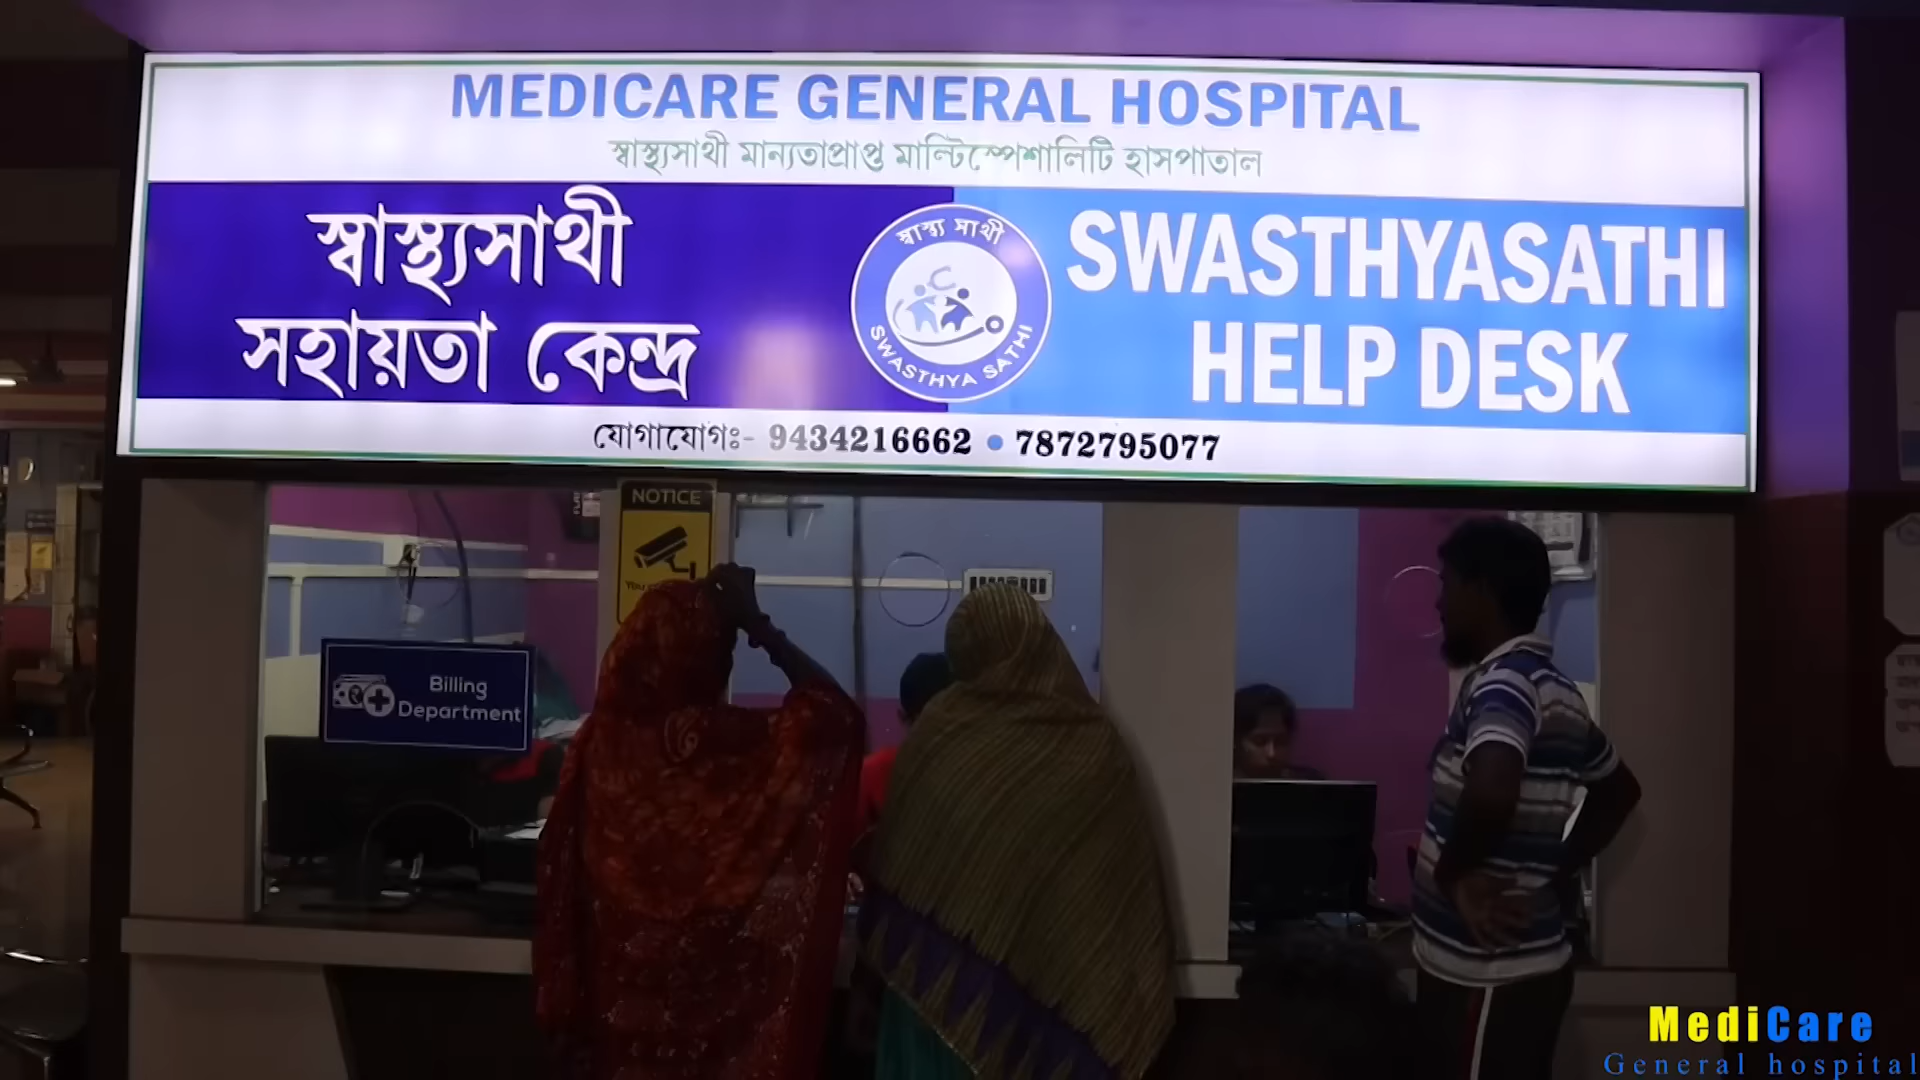 MEDICARE GENERAL HOSPITAL
স্বাস্থ্যসাথী মান্যতাপ্রাপ্ত মাল্টিস্পেশালিটি হাসপাতাল
স্বাস্থ্যসাথী
সহায়তা কেন্দ্র
স্বাস্থ্য সাথী
SWASTHYA SATHI
SWASTHYASATHI
HELP DESK
যোগাযোগঃ- 9434216662 • 7872795077
NOTICE
Billing
Department
MediCare
General hospital